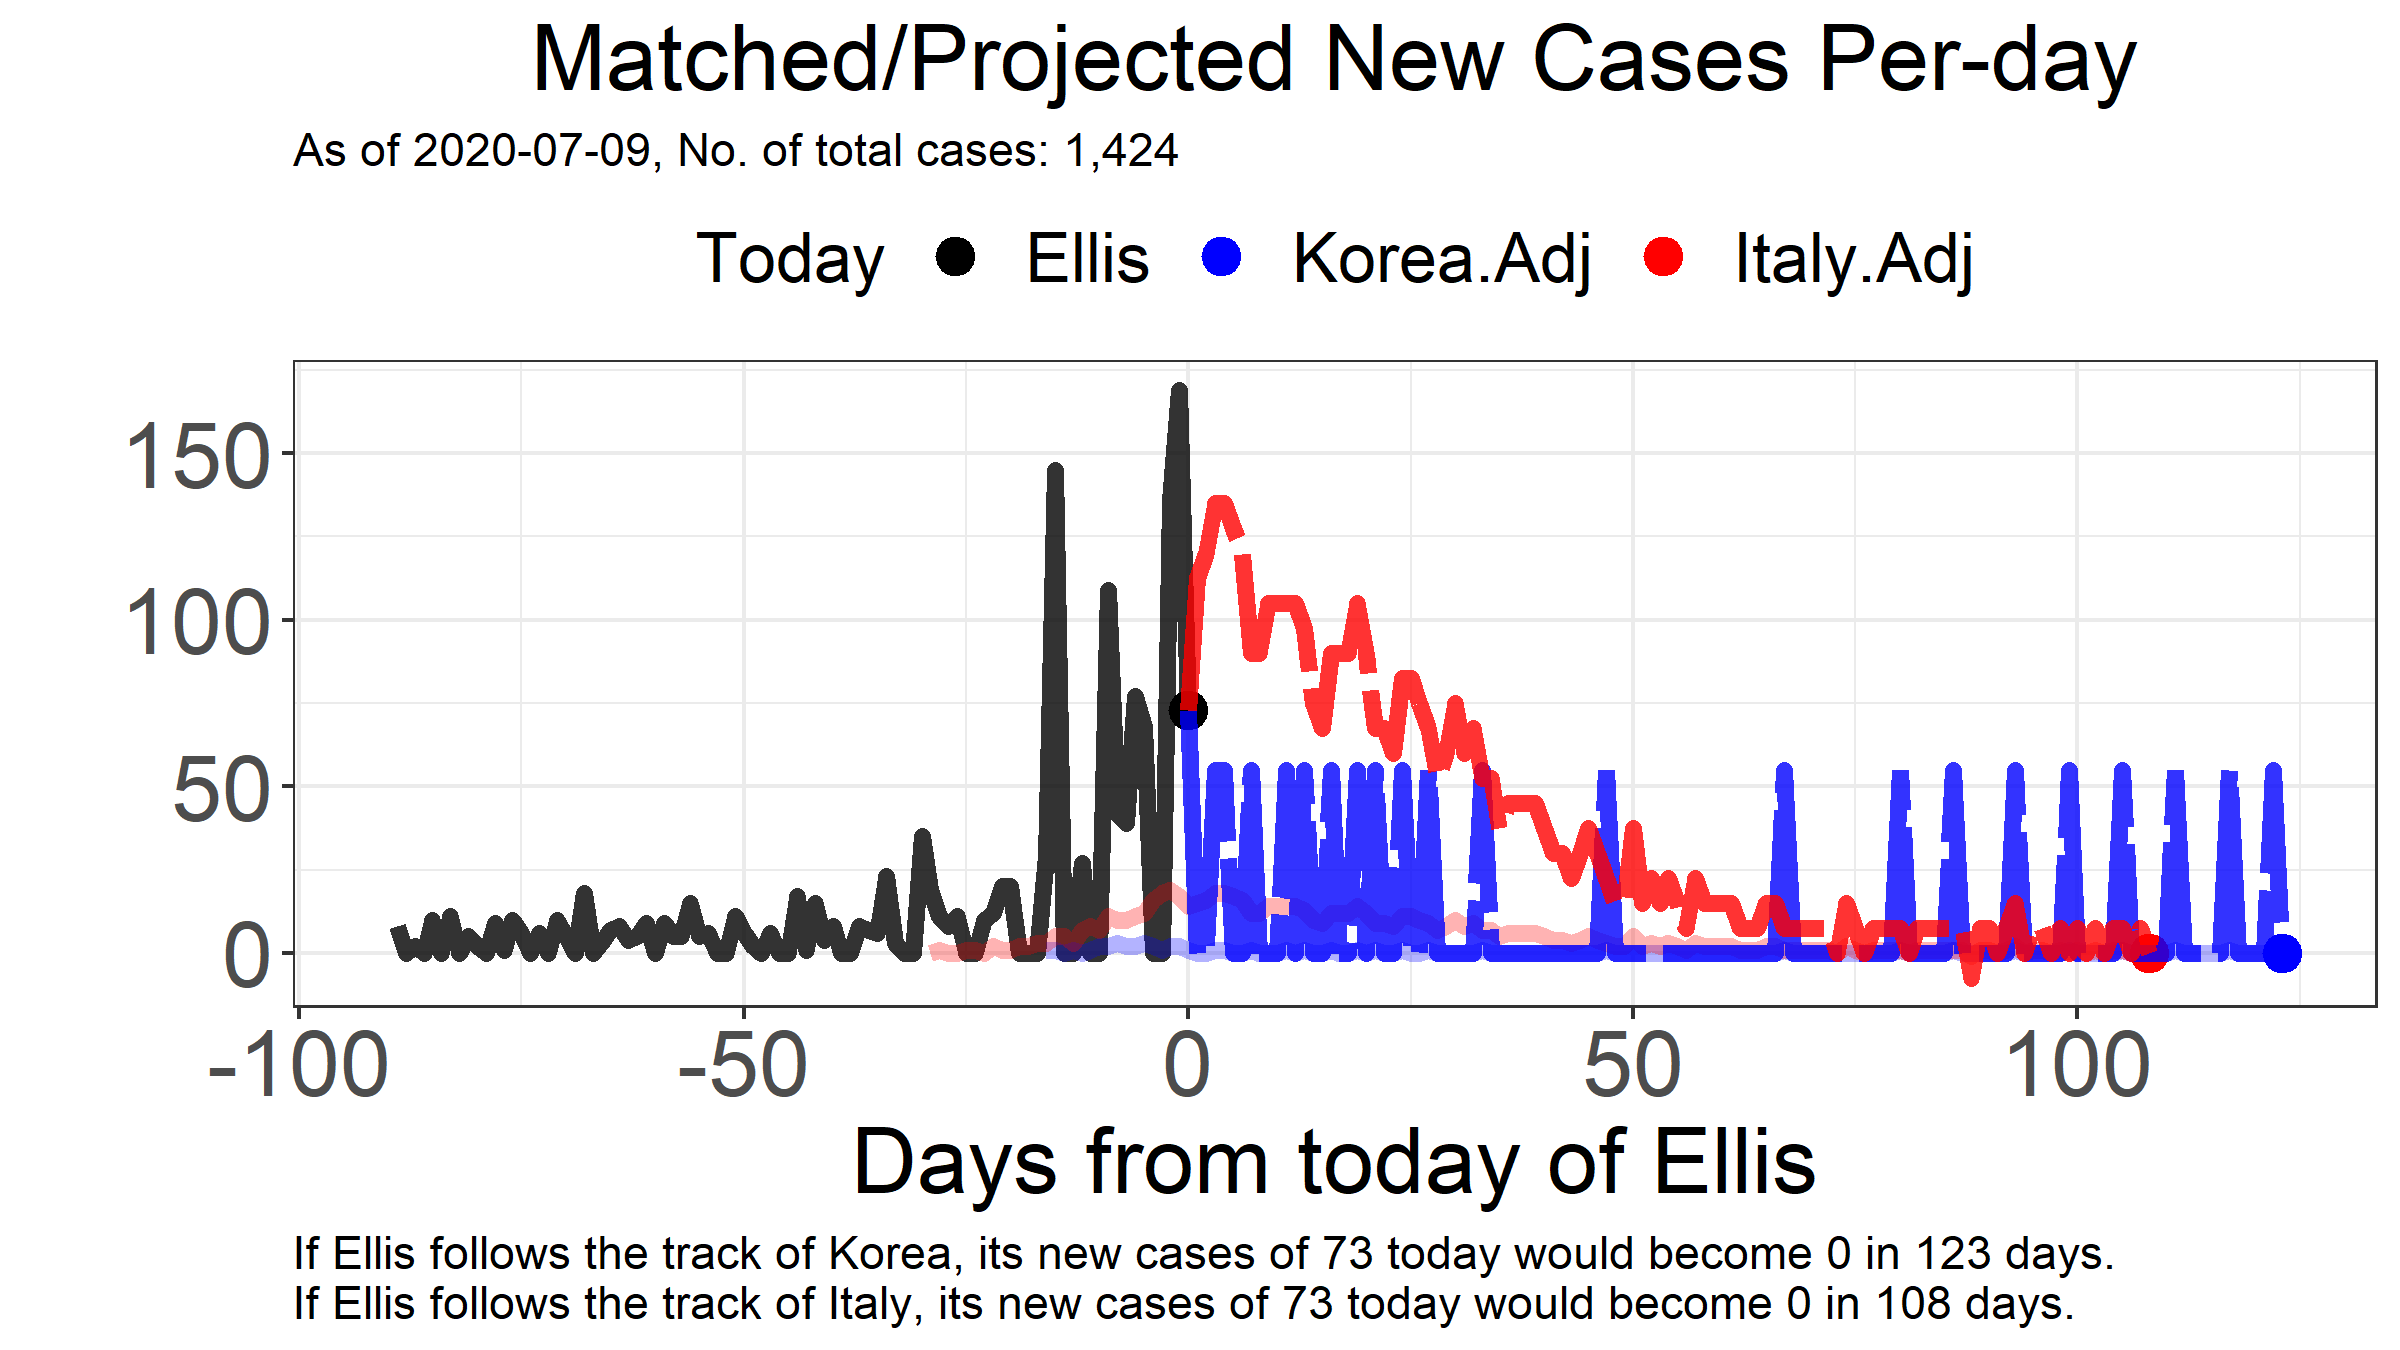 Matched/Projected New Cases Per-day
As of 2020-07-09, No. of total cases: 1,424
Today Ellis Korea.Adj Italy.Adj
150
100
50
0
-100 -50 0 50 100
Days from today of Ellis
If Ellis follows the track of Korea, its new cases of 73 today would become 0 in 123 days.
If Ellis follows the track of Italy, its new cases of 73 today would become 0 in 108 days.